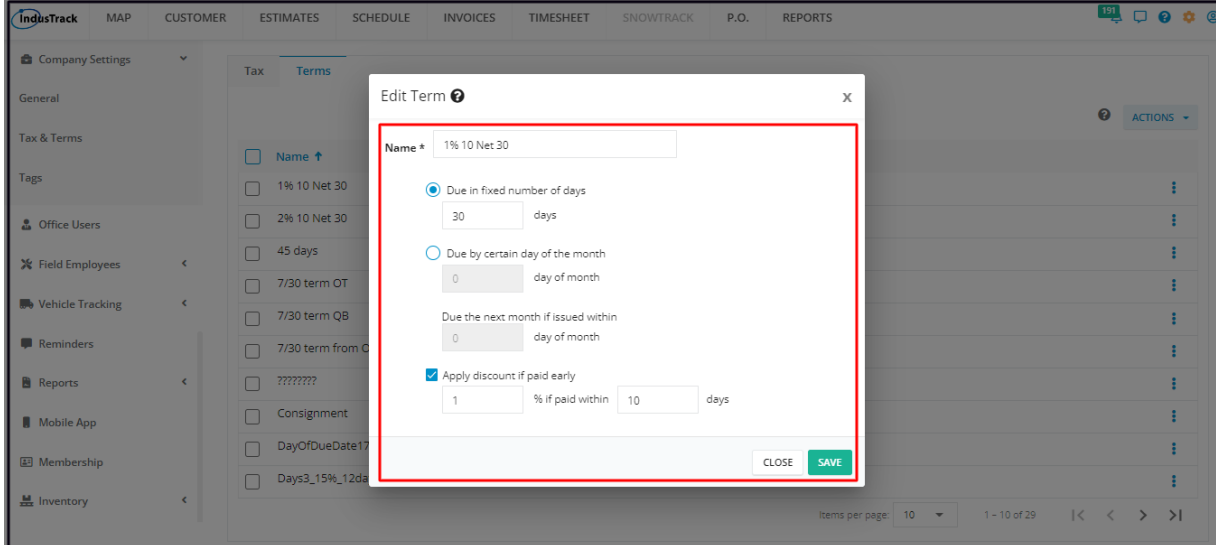 IndusTrack MAP CUSTOMER ESTIMATES SCHEDULE INVOICES TIMESHEET SNOWTRACK P.O. REPORTS 191
Company Settings
General
Tax & Terms
Tags
Office Users
Field Employees
Vehicle Tracking
Reminders
Reports
Mobile App
Membership
Inventory
Tax Terms
ACTIONS
Name
1% 10 Net 30
2% 10 Net 30
45 days
7/30 term OT
7/30 term QB
7/30 term from
????????
Consignment
DayOfDueDate17
Days3_15%_12da
Items per page: 10 1 – 10 of 29
Edit Term X
Name * 1% 10 Net 30
Due in fixed number of days
30 days
Due by certain day of the month
0 day of month
Due the next month if issued within
0 day of month
Apply discount if paid early
1 % if paid within 10 days
CLOSE SAVE